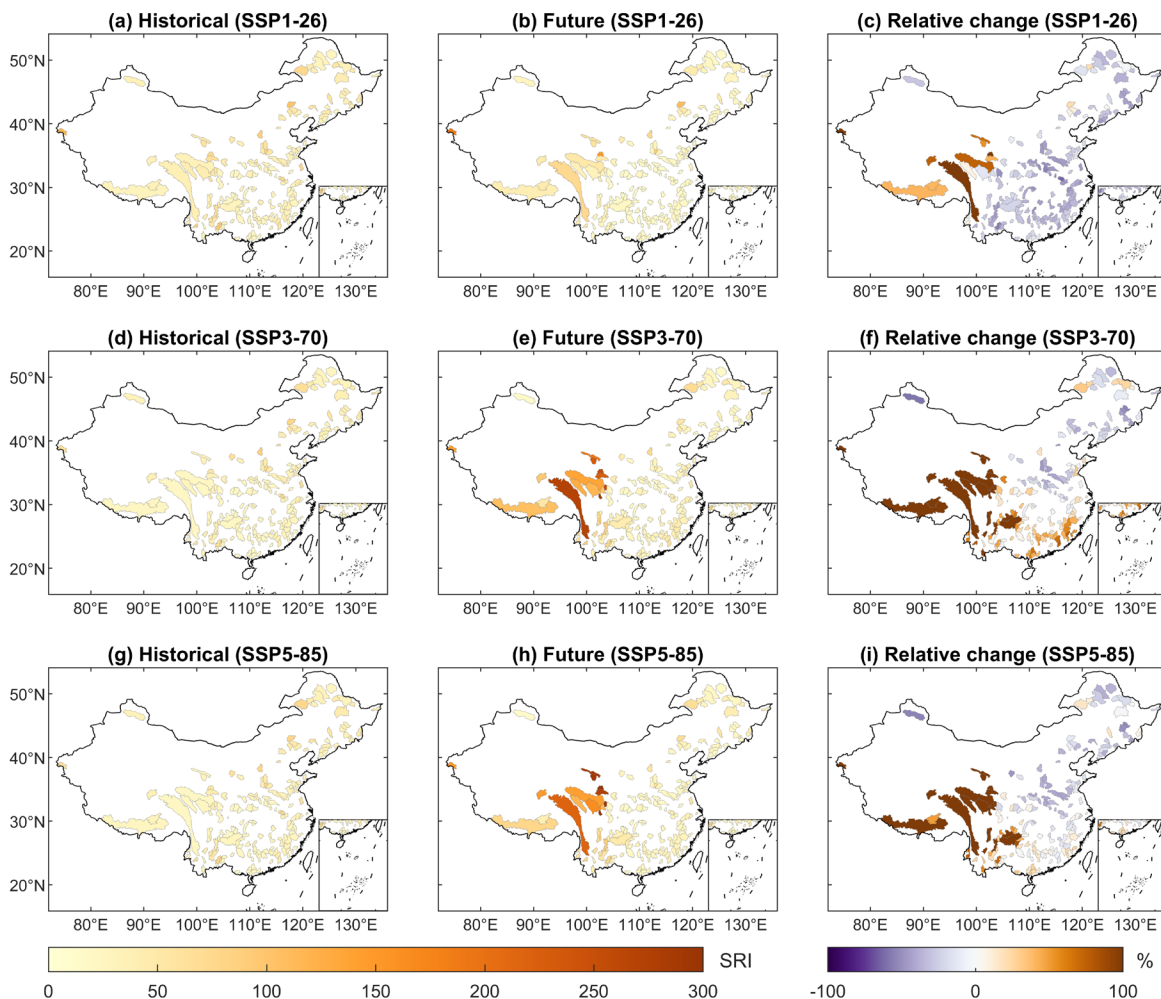 (a) Historical (SSP1-26) (b) Future (SSP1-26) (c) Relative change (SSP1-26)
50°N
40°N
30°N
20°N
80°E 90°E 100°E 110°E 120°E 130°E 80°E 90°E 100°E 110°E 120°E 130°E 80°E 90°E 100°E 110°E 120°E 130°E
(d) Historical (SSP3-70) (e) Future (SSP3-70) (f) Relative change (SSP3-70)
50°N
40°N
30°N
20°N
80°E 90°E 100°E 110°E 120°E 130°E 80°E 90°E 100°E 110°E 120°E 130°E 80°E 90°E 100°E 110°E 120°E 130°E
(g) Historical (SSP5-85) (h) Future (SSP5-85) (i) Relative change (SSP5-85)
50°N
40°N
30°N
20°N
80°E 90°E 100°E 110°E 120°E 130°E 80°E 90°E 100°E 110°E 120°E 130°E 80°E 90°E 100°E 110°E 120°E 130°E
SRI %
0 50 100 150 200 250 300 -100 0 100